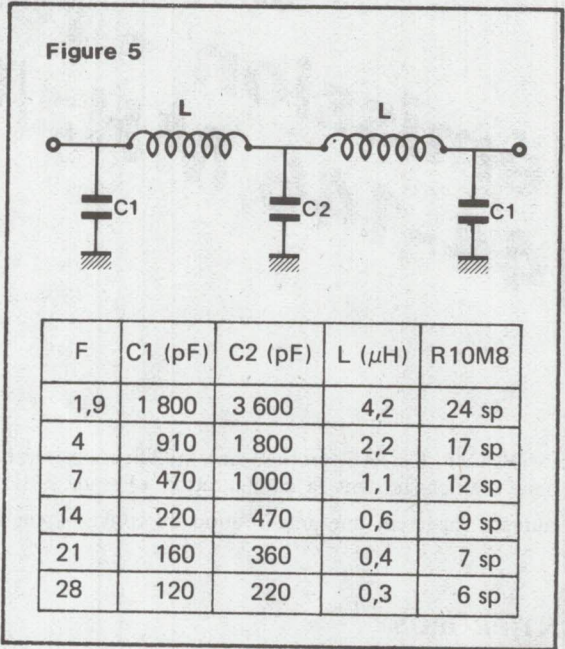 Figure 5
L L
C1 C2 C1
F C1 (pF) C2 (pF) L (μH) R10M8
1,9 1 800 3 600 4,2 24 sp
4 910 1 800 2,2 17 sp
7 470 1 000 1,1 12 sp
14 220 470 0,6 9 sp
21 160 360 0,4 7 sp
28 120 220 0,3 6 sp